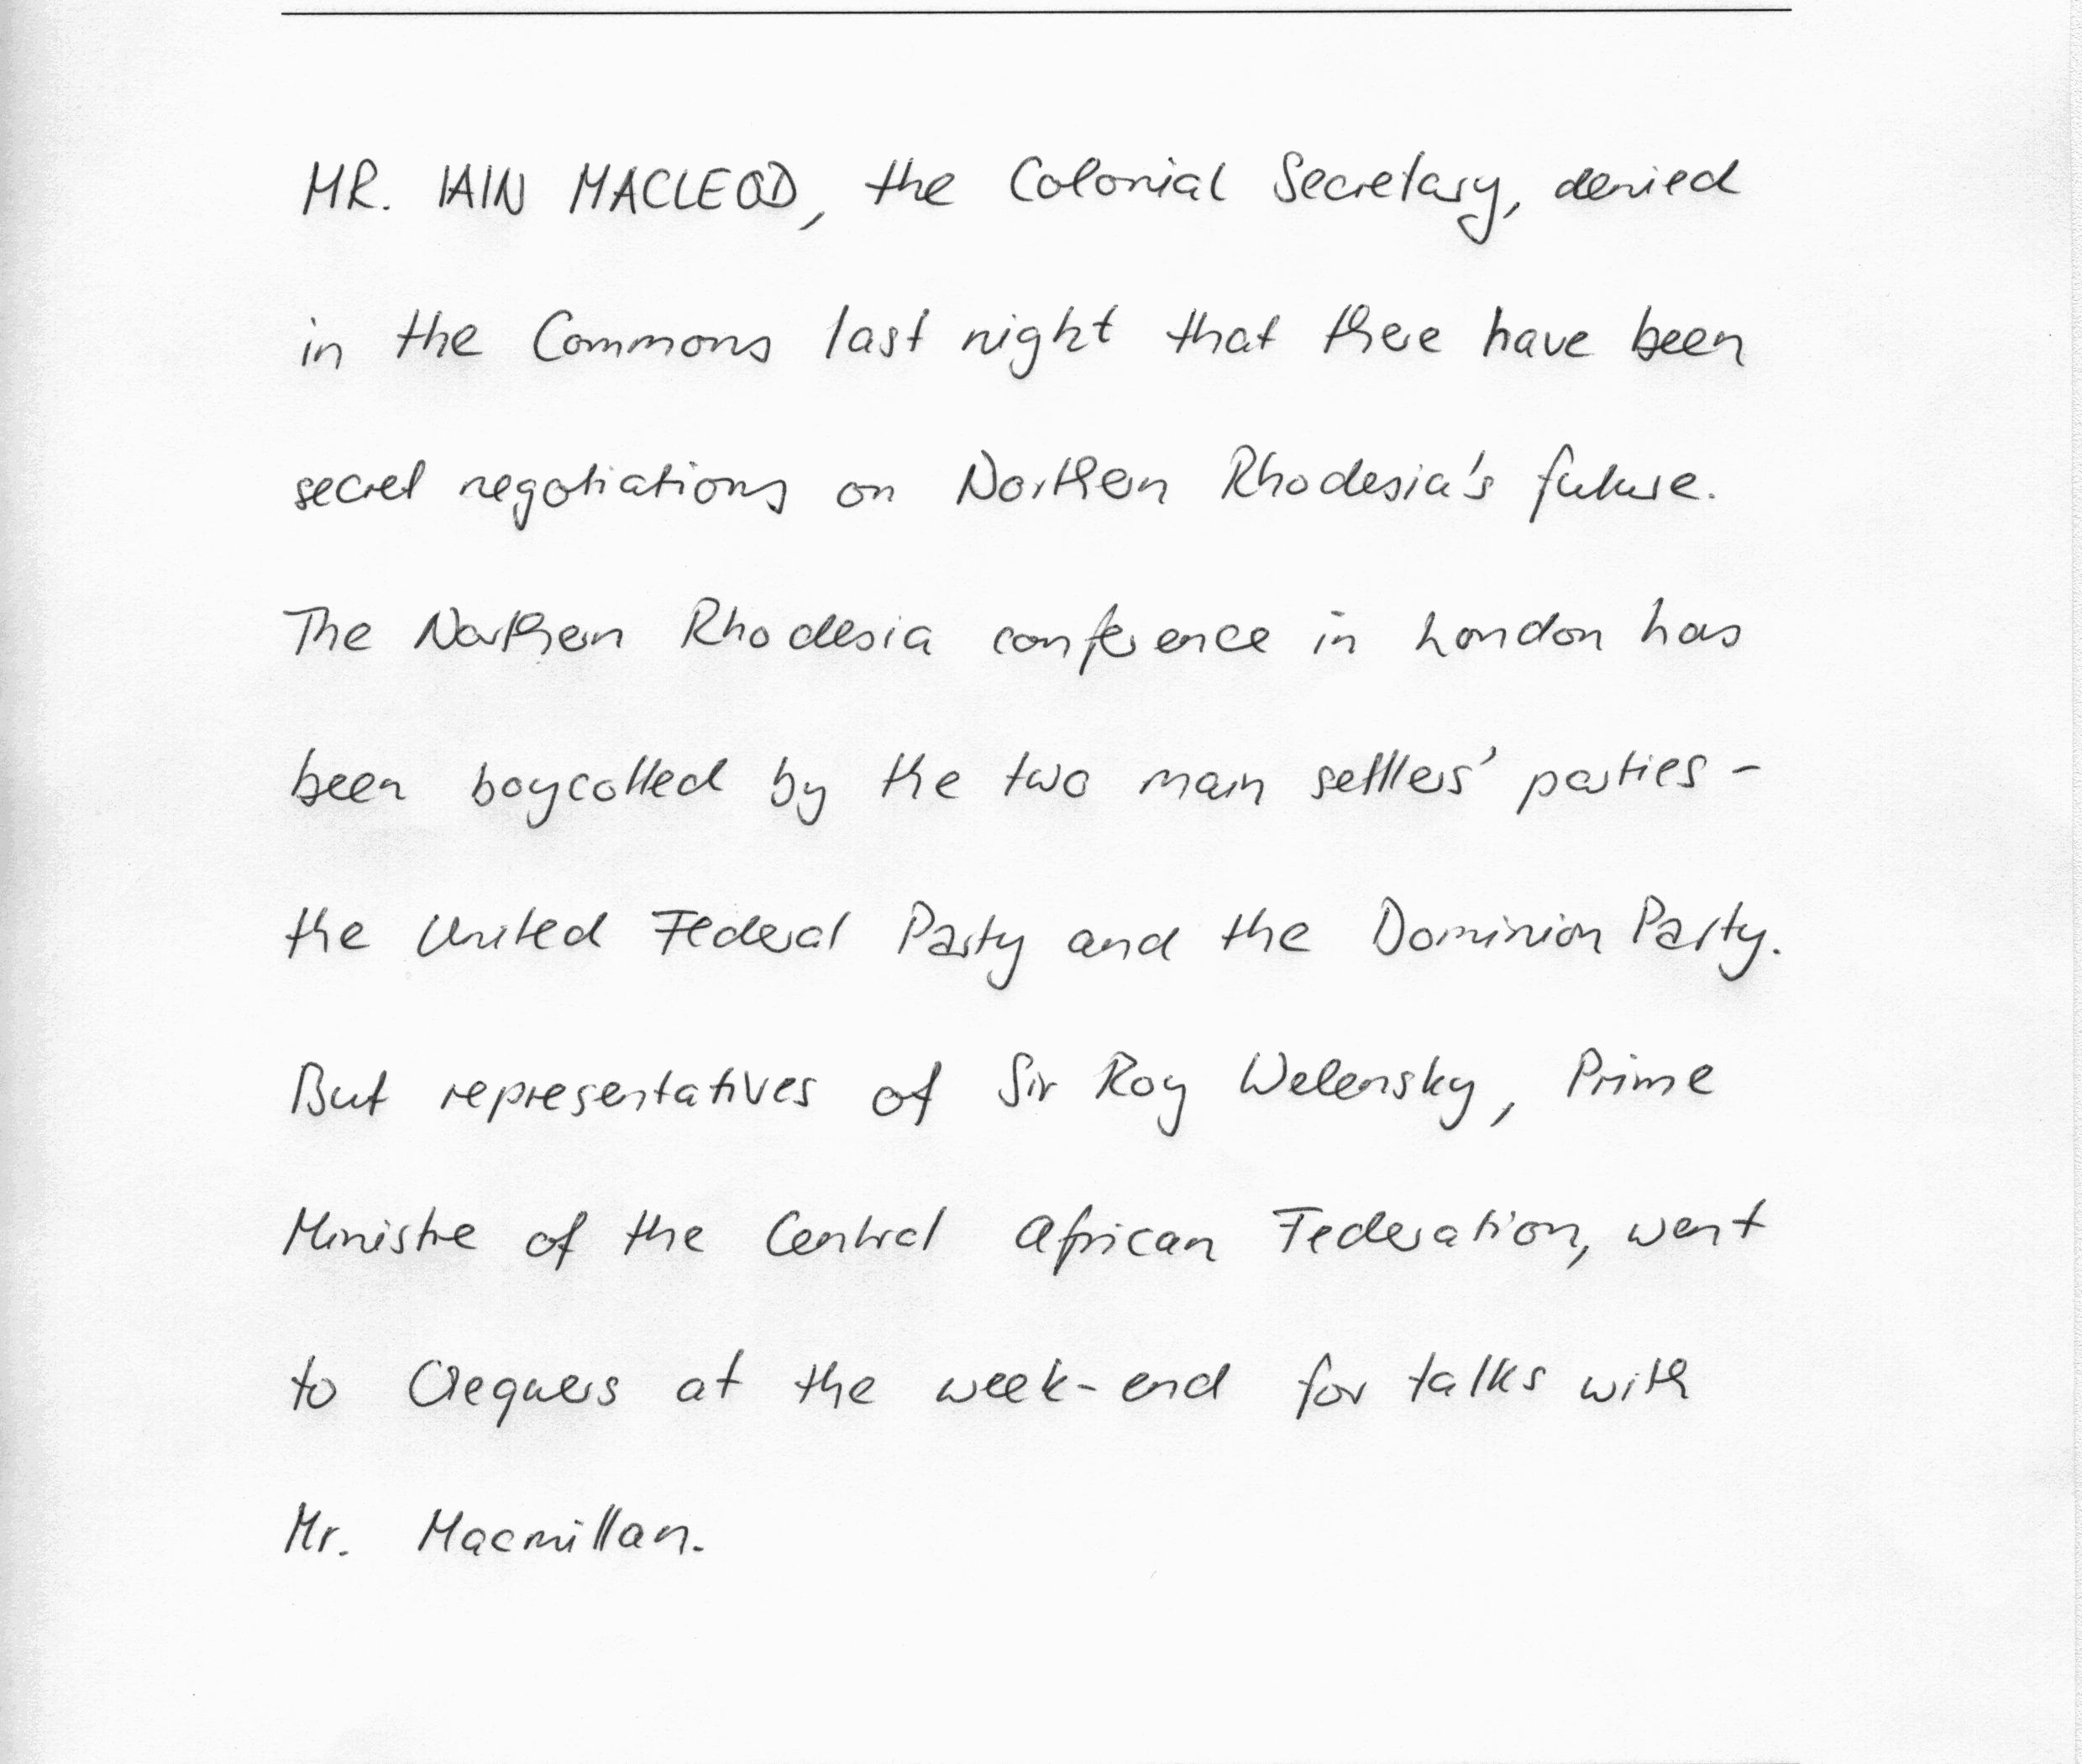 MR. IAIN MACLEOD, the Colonial Secretary, denied
in the Commons last night that there have been
secret negotiations on Northern Rhodesia's future.
The Northern Rhodesia conference in London has
been boycotted by the two main settlers' parties -
the United Federal Party and the Dominion Party.
But representatives of Sir Roy Welensky, Prime
Ministre of the Central African Federation, went
to Chequers at the week-end for talks with
Mr. Macmillan.